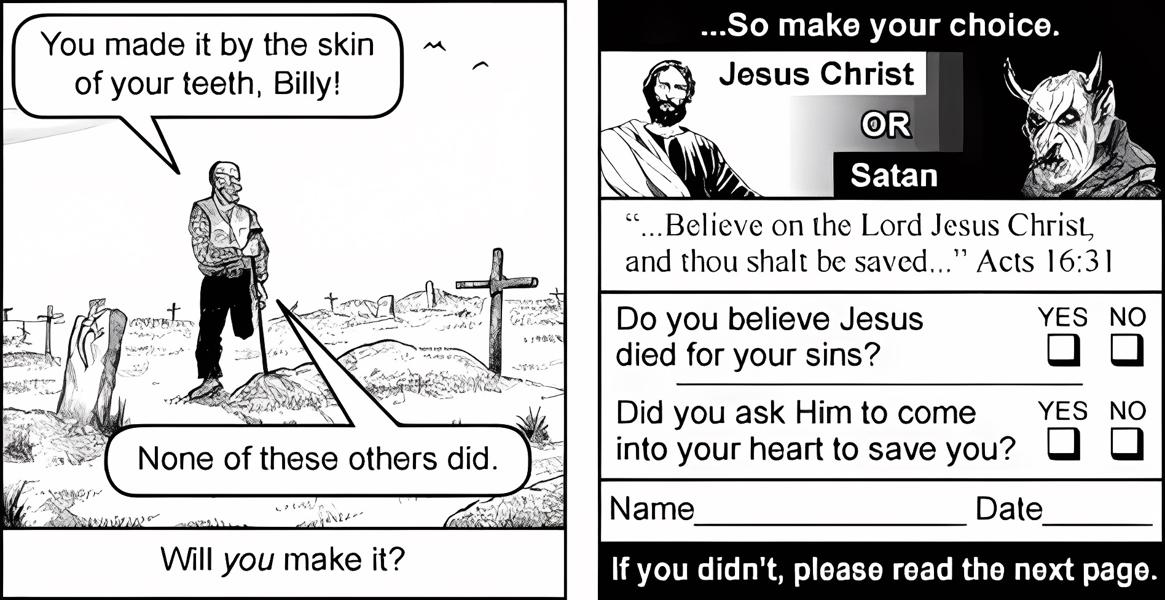 You made it by the skin
of your teeth, Billy!
None of these others did.
Will you make it?
...So make your choice.
Jesus Christ
OR
Satan
“...Believe on the Lord Jesus Christ,
and thou shalt be saved...” Acts 16:31
Do you believe Jesus
died for your sins?
YES NO
Did you ask Him to come
into your heart to save you?
YES NO
Name Date
If you didn't, please read the next page.